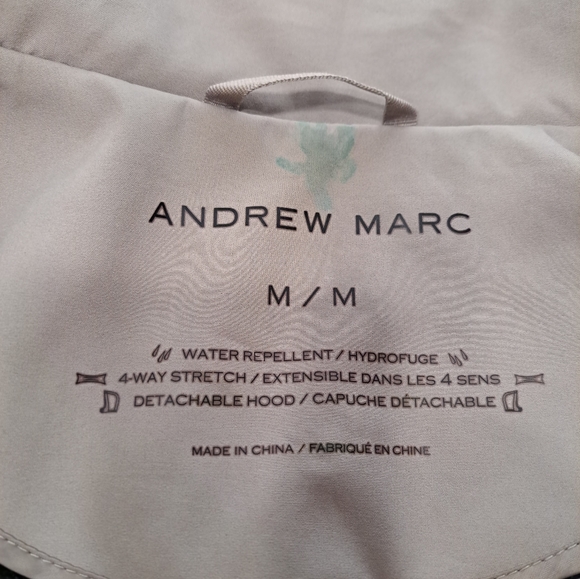 ANDREW MARC
M / M
WATER REPELLENT / HYDROFUGE
4-WAY STRETCH / EXTENSIBLE DANS LES 4 SENS
DETACHABLE HOOD / CAPUCHE DÉTACHABLE
MADE IN CHINA / FABRIQUÉ EN CHINE